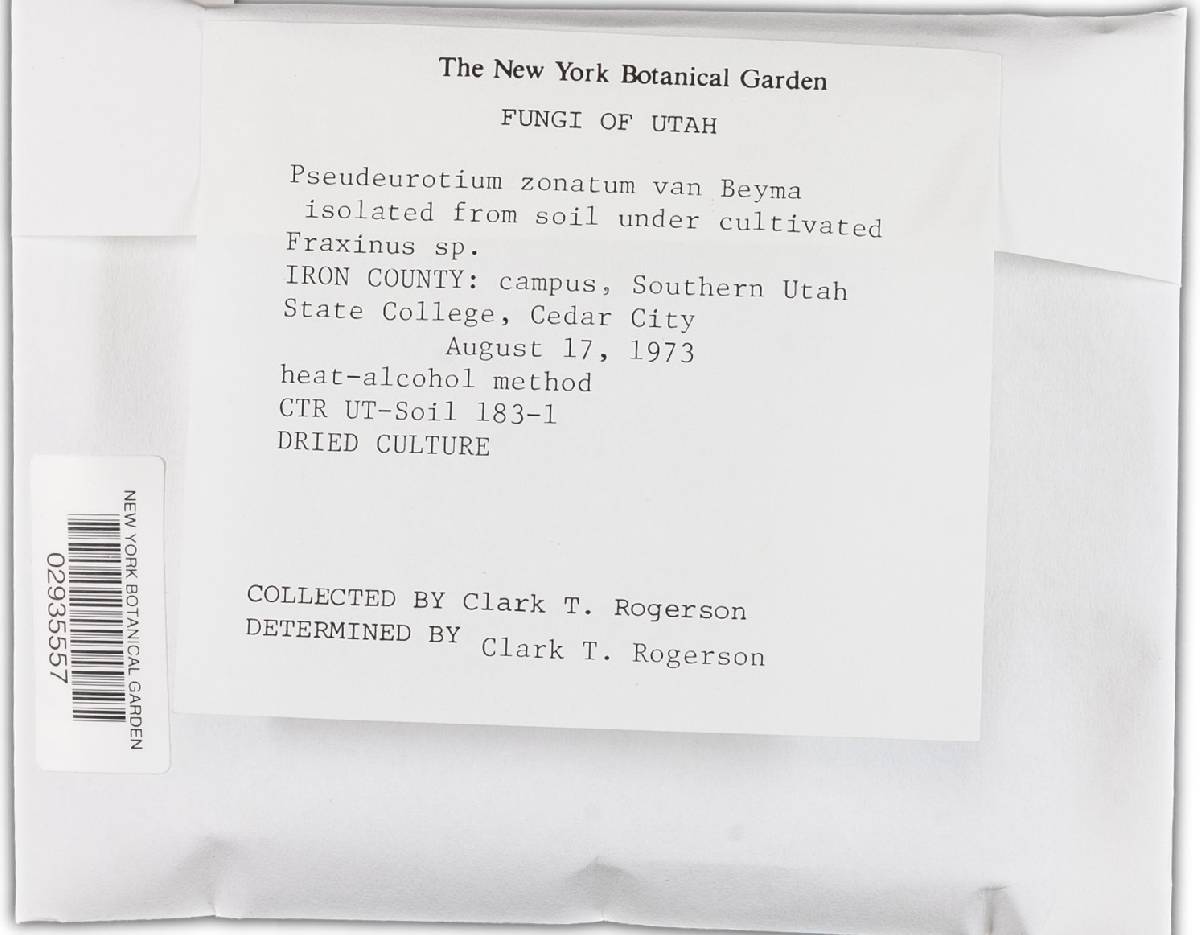 The New York Botanical Garden
FUNGI OF UTAH
Pseudeurotium zonatum van Beyma
isolated from soil under cultivated
Fraxinus sp.
IRON COUNTY: campus, Southern Utah
State College, Cedar City
August 17, 1973
heat-alcohol method
CTR UT-Soil 183-1
DRIED CULTURE
COLLECTED BY Clark T. Rogerson
DETERMINED BY Clark T. Rogerson
NEW YORK BOTANICAL GARDEN
02935557